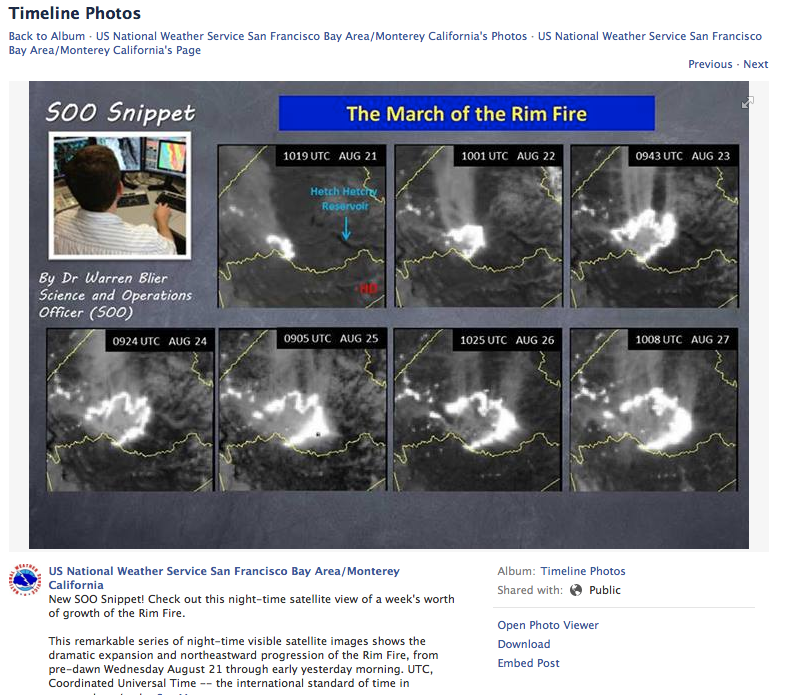 Timeline Photos
Back to Album · US National Weather Service San Francisco Bay Area/Monterey California's Photos · US National Weather Service San Francisco
Bay Area/Monterey California's Page
Previous · Next
SOO Snippet
The March of the Rim Fire
1019 UTC AUG 21
1001 UTC AUG 22
0943 UTC AUG 23
Hetch Hetchy
Reservoir
By Dr Warren Blier
Science and Operations
Officer (SOO)
0924 UTC AUG 24
0905 UTC AUG 25
1025 UTC AUG 26
1008 UTC AUG 27
US National Weather Service San Francisco Bay Area/Monterey
California
New SOO Snippet! Check out this night-time satellite view of a week's worth
of growth of the Rim Fire.
This remarkable series of night-time visible satellite images shows the
dramatic expansion and northeastward progression of the Rim Fire, from
pre-dawn Wednesday August 21 through early yesterday morning. UTC,
Coordinated Universal Time -- the international standard of time in
Album: Timeline Photos
Shared with: Public
Open Photo Viewer
Download
Embed Post